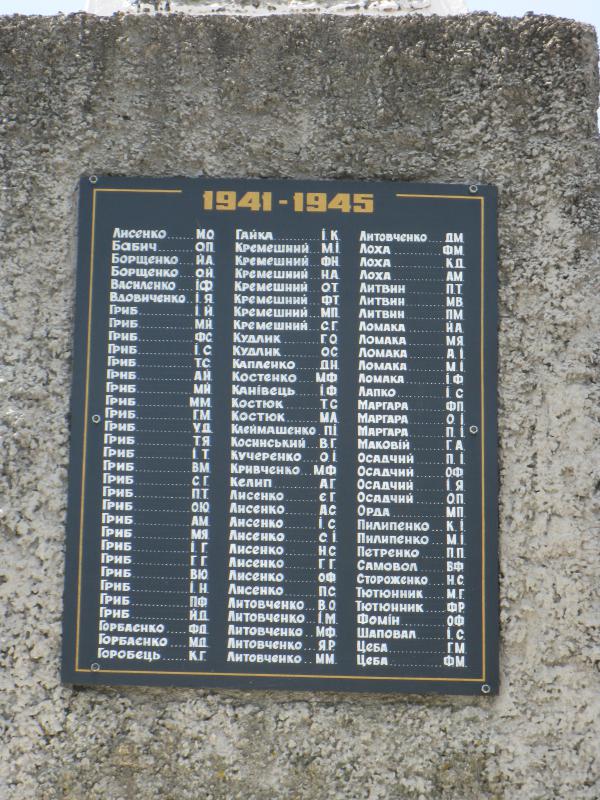 1941-1945
Лисенко М.О.
Бабич О.П.
Борщенко Й.А.
Борщенко О.Й.
Василенко І.Ф.
Вдовиченко І.Я.
Гриб І.Й.
Гриб М.Й.
Гриб Ф.С.
Гриб І.С.
Гриб Т.С.
Гриб А.Й.
Гриб М.Й.
Гриб М.М.
Гриб Г.М.
Гриб У.Д.
Гриб Т.Я.
Гриб І.Т.
Гриб В.М.
Гриб С.Г.
Гриб П.Т.
Гриб О.Ю.
Гриб А.М.
Гриб М.Я.
Гриб І.Г.
Гриб Г.Г.
Гриб В.Ю.
Гриб І.Н.
Гриб П.Ф.
Гриб Й.Д.
Горбаєнко Ф.Д.
Горбаєнко М.Д.
Горобець К.Г.
Гайка І.К.
Кремешний М.І.
Кремешний Ф.Н.
Кремешний Н.А.
Кремешний О.Т.
Кремешний Ф.Т.
Кремешний М.П.
Кремешний С.Г.
Кудлик Г.О.
Кудлик О.С.
Капленко Д.Н.
Костенко М.Ф.
Канівець І.Ф.
Костюк Т.С.
Костюк М.Л.
Клеймашенко П.І.
Косинський В.Г.
Кучеренко О.І.
Кривченко М.Ф.
Келип А.Г.
Лисенко Є.Г.
Лисенко А.С.
Лисенко І.С.
Лисенко С.І.
Лисенко Н.С.
Лисенко Г.Г.
Лисенко О.Ф.
Лисенко П.С.
Литовченко В.О.
Литовченко І.М.
Литовченко М.Ф.
Литовченко Я.Р.
Литовченко М.М.
Литовченко Д.М.
Лоха Ф.М.
Лоха К.Д.
Лоха А.М.
Литвин П.Т.
Литвин М.В.
Литвин П.М.
Ломака Й.А.
Ломака М.Я.
Ломака А.І.
Ломака М.І.
Ломака І.Ф.
Лапко І.С.
Маргара Ф.П.
Маргара О.І.
Маргара П.І.
Маковій Г.А.
Осадчий П.І.
Осадчий О.Ф.
Осадчий І.Я.
Осадчий О.П.
Орда М.П.
Пилипенко К.І.
Пилипенко М.І.
Петренко П.П.
Самовол В.Ф.
Стороженко Н.С.
Тютюнник М.Г.
Тютюнник Ф.Р.
Фомін О.Ф.
Шаповал І.С.
Цеба Г.М.
Цеба Ф.М.